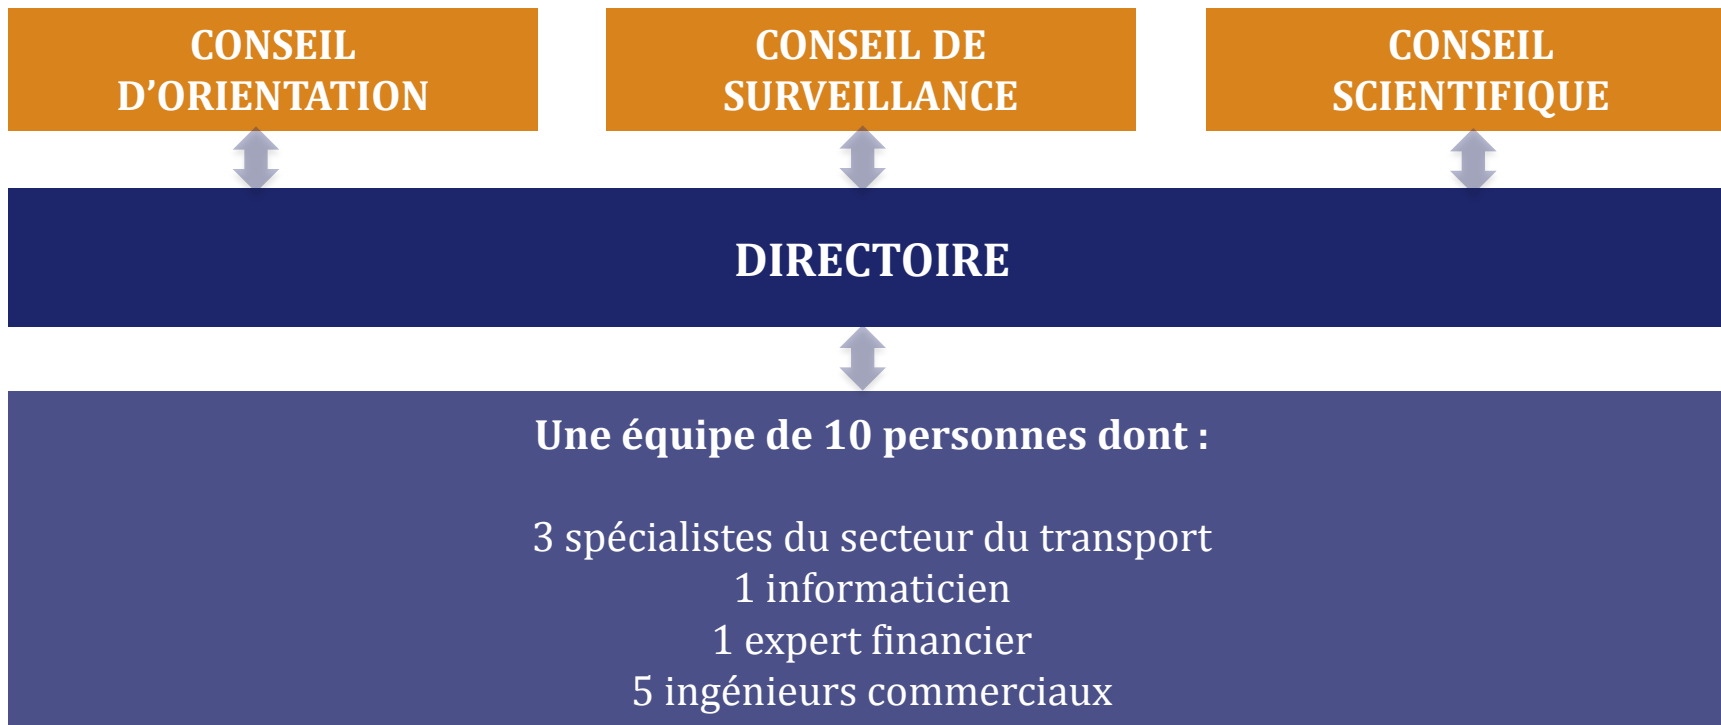 CONSEIL
D’ORIENTATION
CONSEIL DE
SURVEILLANCE
CONSEIL
SCIENTIFIQUE
DIRECTOIRE
Une équipe de 10 personnes dont :
3 spécialistes du secteur du transport
1 informaticien
1 expert financier
5 ingénieurs commerciaux